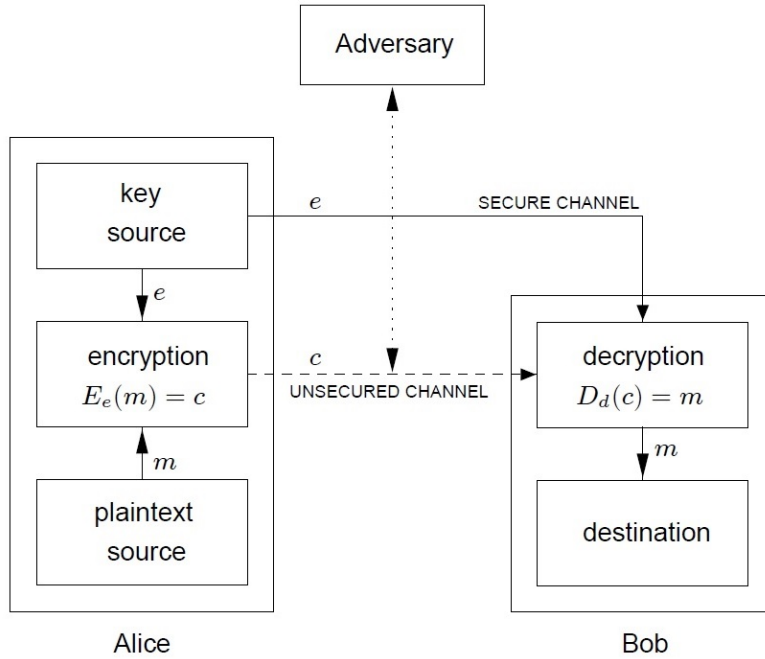 Adversary
key
source
e
SECURE CHANNEL
e
encryption
E_e(m) = c
c
UNSECURED CHANNEL
decryption
D_d(c) = m
m
plaintext
source
m
destination
Alice
Bob